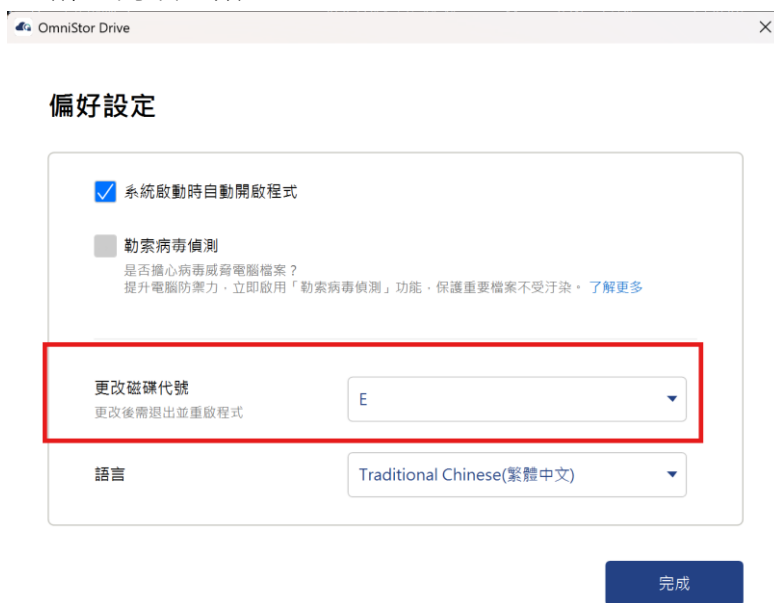 OmniStor Drive
偏好設定
系統啟動時自動開啟程式
勒索病毒偵測
是否擔心病毒威脅電腦檔案？
提升電腦防禦力，立即啟用「勒索病毒偵測」功能，保護重要檔案不受汙染。 了解更多
更改磁碟代號
更改後需退出並重啟程式
E
語言
Traditional Chinese(繁體中文)
完成